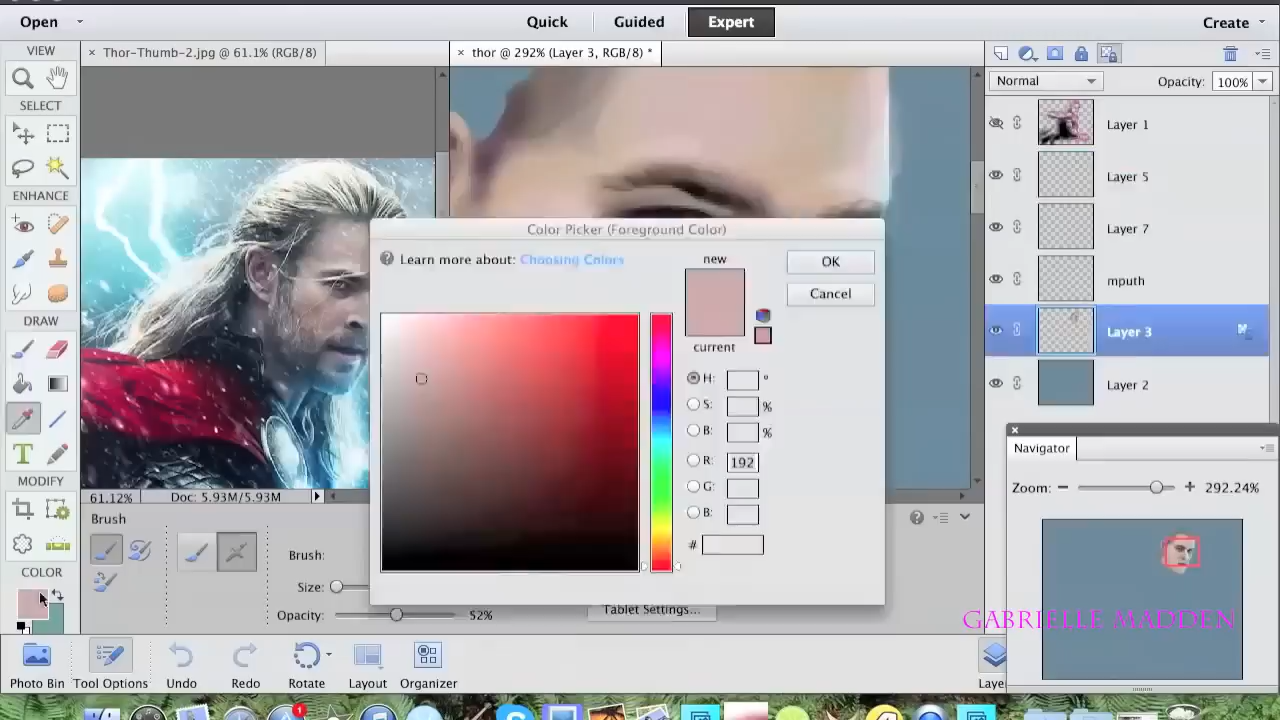 Open
Quick
Guided
Expert
Create
VIEW
× Thor-Thumb-2.jpg @ 61.1% (RGB/8)
× thor @ 292% (Layer 3, RGB/8) *
Normal
Opacity: 100%
SELECT
Layer 1
Layer 5
ENHANCE
Layer 7
Color Picker (Foreground Color)
? Learn more about: Choosing Colors
new
OK
Cancel
mputh
DRAW
Layer 3
current
H: °
S: %
B: %
R: 192
G:
B:
#
Layer 2
Navigator
Zoom: − + 292.24%
T
MODIFY
61.12%
Doc: 5.93M/5.93M
Brush
Brush:
Size:
Opacity: 52%
Tablet Settings...
COLOR
GABRIELLE MADDEN
Photo Bin
Tool Options
Undo
Redo
Rotate
Layout
Organizer
Laye
1